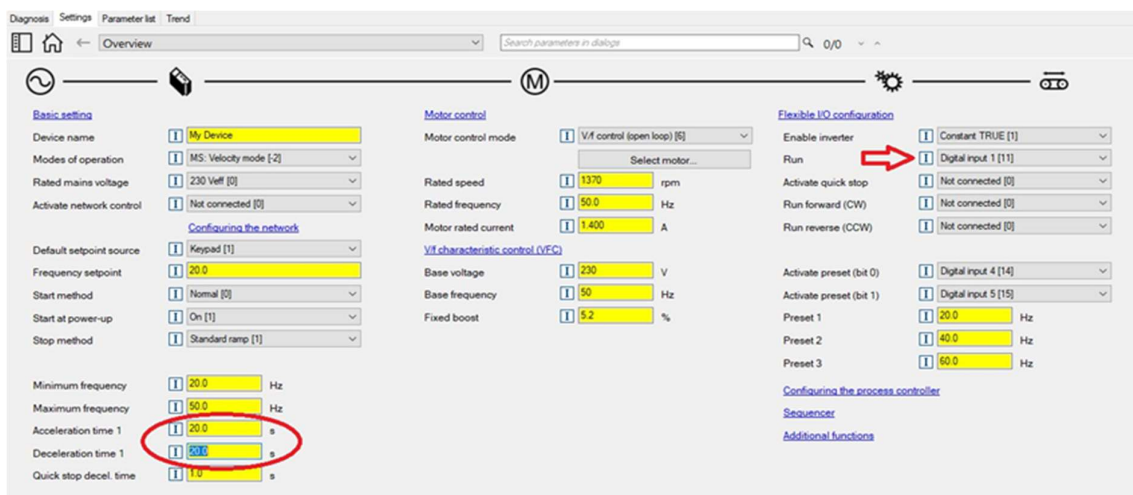 Diagnosis Settings Parameter list Trend
Overview
Search parameters in dialogs
0/0
M
Basic setting
Device name
My Device
Modes of operation
MS: Velocity mode [-2]
Rated mains voltage
230 Veff [0]
Activate network control
Not connected [0]
Configuring the network
Default setpoint source
Keypad [1]
Frequency setpoint
20.0
Start method
Normal [0]
Start at power-up
On [1]
Stop method
Standard ramp [1]
Minimum frequency
20.0 Hz
Maximum frequency
50.0 Hz
Acceleration time 1
20.0 s
Deceleration time 1
20.0 s
Quick stop decel. time
1.0 s
Motor control
Motor control mode
V/f control (open loop) [6]
Select motor...
Rated speed
1370 rpm
Rated frequency
50.0 Hz
Motor rated current
1.400 A
V/f characteristic control (VFC)
Base voltage
230 V
Base frequency
50 Hz
Fixed boost
5.2 %
Flexible I/O configuration
Enable inverter
Constant TRUE [1]
Run
Digital input 1 [11]
Activate quick stop
Not connected [0]
Run forward (CW)
Not connected [0]
Run reverse (CCW)
Not connected [0]
Activate preset (bit 0)
Digital input 4 [14]
Activate preset (bit 1)
Digital input 5 [15]
Preset 1
20.0 Hz
Preset 2
40.0 Hz
Preset 3
60.0 Hz
Configuring the process controller
Sequencer
Additional functions